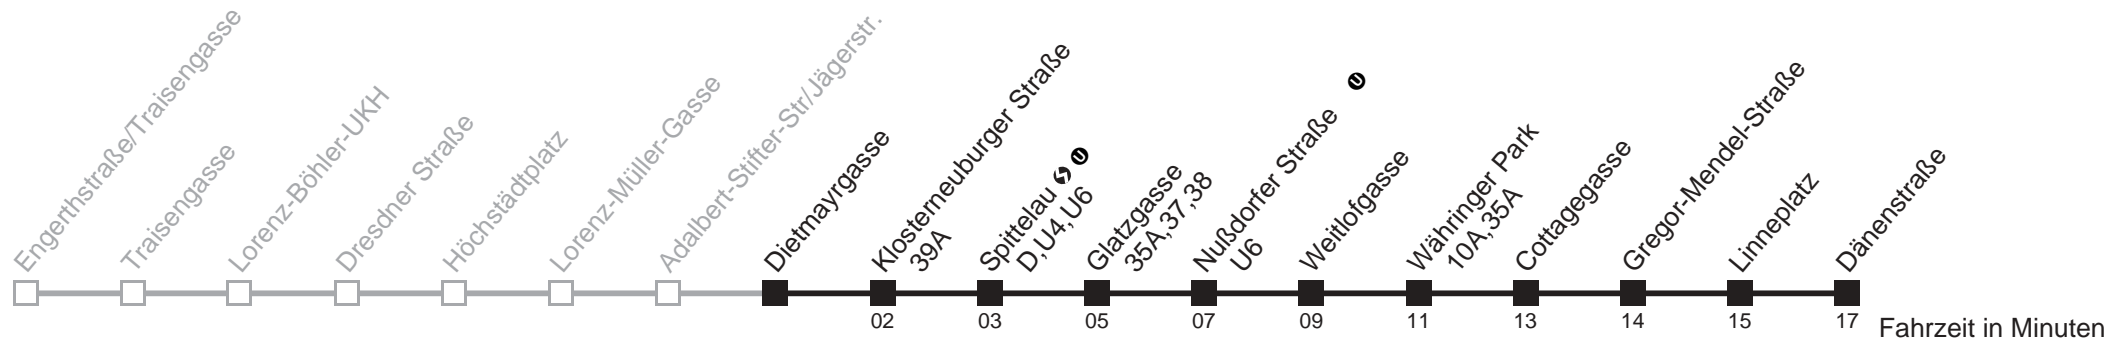 Engerthstraße/Traisengasse
Traisengasse
Lorenz-Böhler-UKH
Dresdner Straße
Höchstädtplatz
Lorenz-Müller-Gasse
Adalbert-Stifter-Str/Jägerstr.
Dietmayrgasse
Klosterneuburger Straße
39A
Spittelau U
D,U4,U6
Glatzgasse
35A,37,38
Nußdorfer Straße U
U6
Weitlofgasse
Währinger Park
10A,35A
Cottagegasse
Gregor-Mendel-Straße
Linneplatz
Dänenstraße
02 03 05 07 09 11 13 14 15 17 Fahrzeit in Minuten